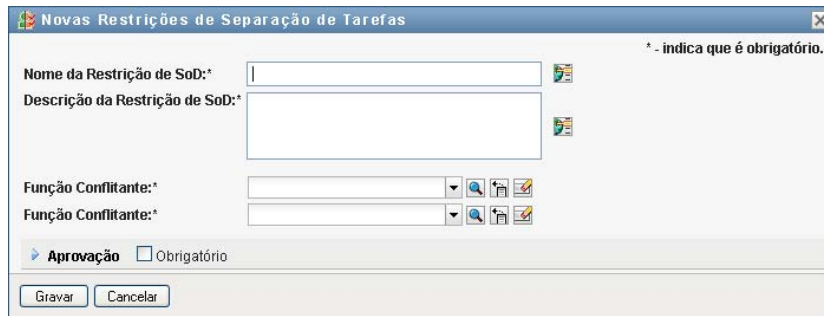 Novas Restrições de Separação de Tarefas
* - indica que é obrigatório.
Nome da Restrição de SoD:*
Descrição da Restrição de SoD:*
Função Conflitante:*
Função Conflitante:*
Aprovação Obrigatório
Gravar Cancelar